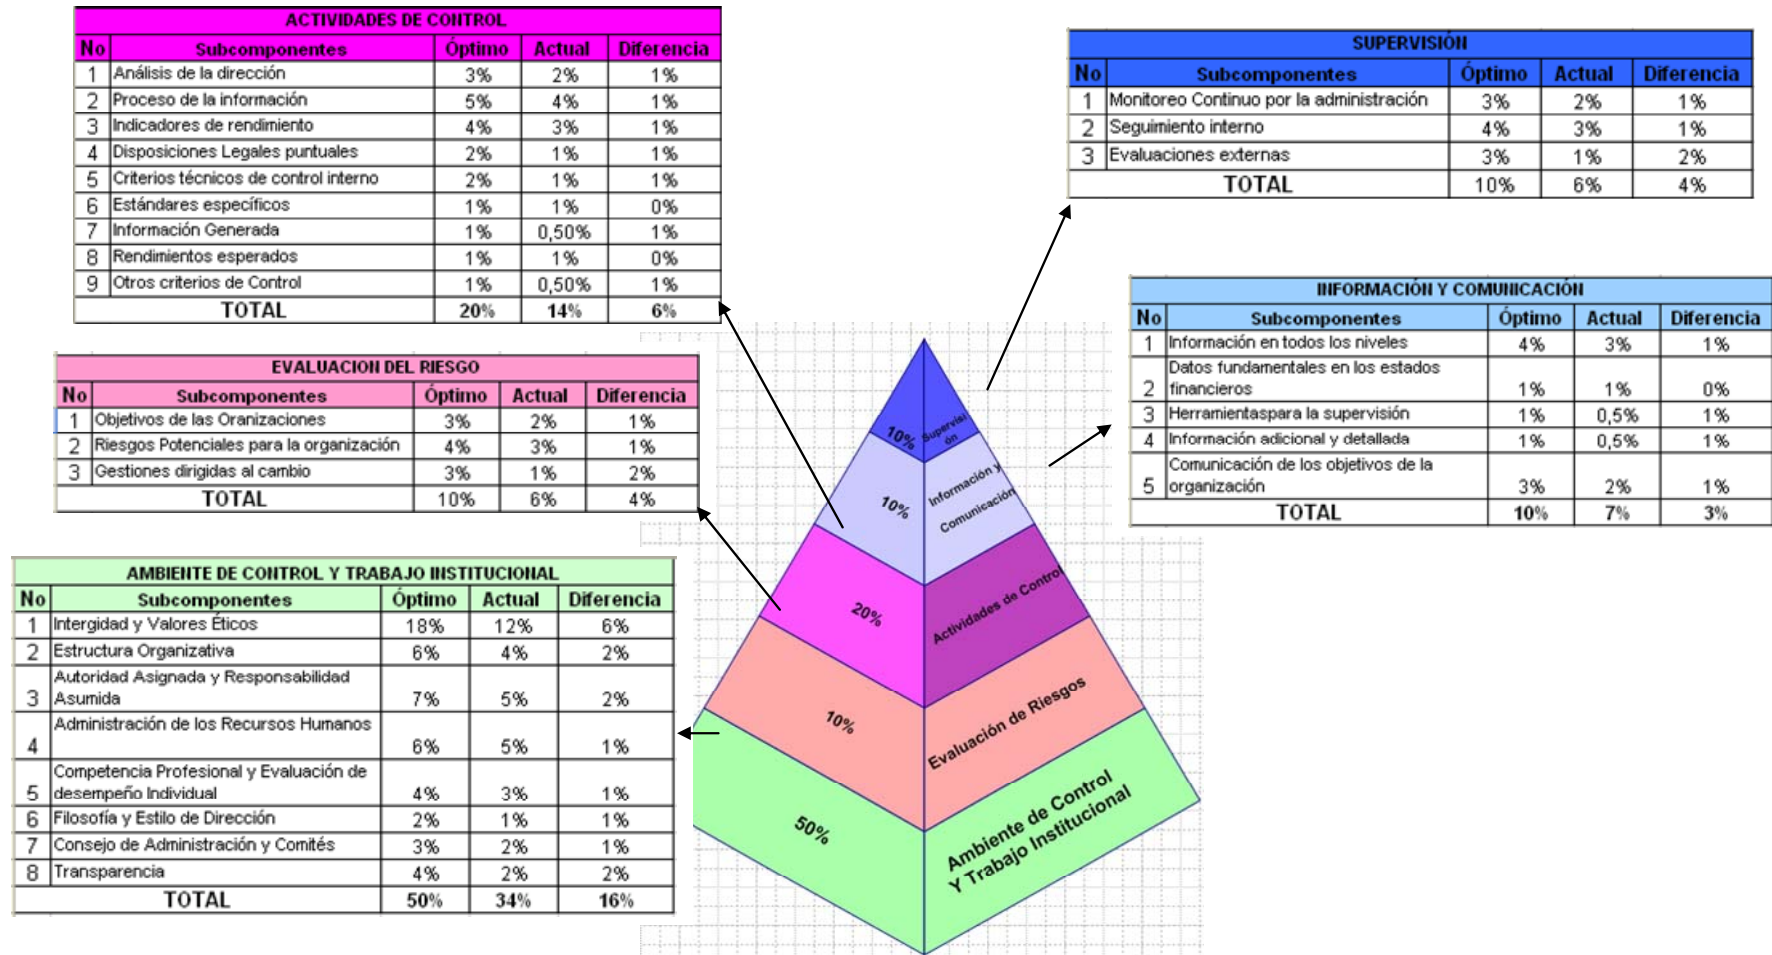 ACTIVIDADES DE CONTROL
No Subcomponentes Óptimo Actual Diferencia
1 Análisis de la dirección 3% 2% 1%
2 Proceso de la información 5% 4% 1%
3 Indicadores de rendimiento 4% 3% 1%
4 Disposiciones Legales puntuales 2% 1% 1%
5 Criterios técnicos de control interno 2% 1% 1%
6 Estándares específicos 1% 1% 0%
7 Información Generada 1% 0,50% 1%
8 Rendimientos esperados 1% 1% 0%
9 Otros criterios de Control 1% 0,50% 1%
TOTAL 20% 14% 6%
SUPERVISIÓN
No Subcomponentes Óptimo Actual Diferencia
1 Monitoreo Continuo por la administración 3% 2% 1%
2 Seguimiento interno 4% 3% 1%
3 Evaluaciones externas 3% 1% 2%
TOTAL 10% 6% 4%
INFORMACIÓN Y COMUNICACIÓN
No Subcomponentes Óptimo Actual Diferencia
1 Información en todos los niveles 4% 3% 1%
Datos fundamentales en los estados
2 financieros 1% 1% 0%
3 Herramientaspara la supervisión 1% 0,5% 1%
4 Información adicional y detallada 1% 0,5% 1%
Comunicación de los objetivos de la
5 organización 3% 2% 1%
TOTAL 10% 7% 3%
EVALUACION DEL RIESGO
No Subcomponentes Óptimo Actual Diferencia
1 Objetivos de las Oranizaciones 3% 2% 1%
2 Riesgos Potenciales para la organización 4% 3% 1%
3 Gestiones dirigidas al cambio 3% 1% 2%
TOTAL 10% 6% 4%
AMBIENTE DE CONTROL Y TRABAJO INSTITUCIONAL
No Subcomponentes Óptimo Actual Diferencia
1 Intergidad y Valores Éticos 18% 12% 6%
2 Estructura Organizativa 6% 4% 2%
Autoridad Asignada y Responsabilidad
3 Asumida 7% 5% 2%
Administración de los Recursos Humanos
4 6% 5% 1%
Competencia Profesional y Evaluación de
5 desempeño Individual 4% 3% 1%
6 Filosofía y Estilo de Dirección 2% 1% 1%
7 Consejo de Administración y Comités 3% 2% 1%
8 Transparencia 4% 2% 2%
TOTAL 50% 34% 16%
10%
Supervisi
ón
10%
Información y
Comunicación
20%
Actividades de Control
10%
Evaluación de Riesgos
50%
Ambiente de Control
Y Trabajo Institucional